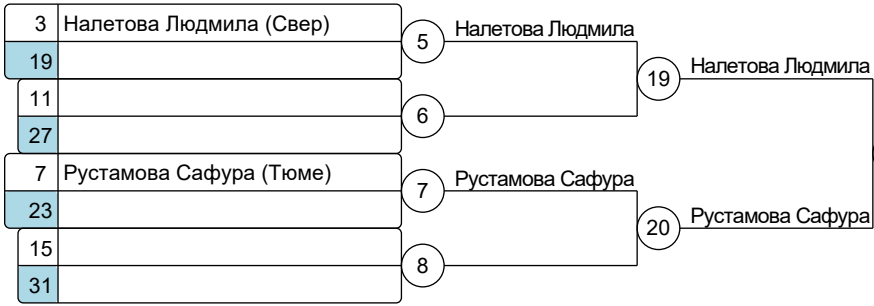 3 Налетова Людмила (Свер)
19
11
27
7 Рустамова Сафура (Тюме)
23
15
31
5 Налетова Людмила
6
7 Рустамова Сафура
8
19 Налетова Людмила
20 Рустамова Сафура